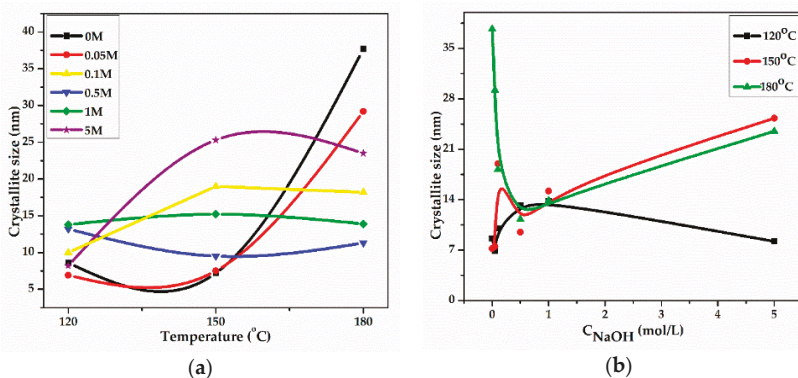 0M
0.05M
0.1M
0.5M
1M
5M
Crystallite size (nm)
40
35
30
25
20
15
10
5
120
150
180
Temperature (°C)
(a)
120°C
150°C
180°C
Crystallite size (nm)
35
28
21
14
7
0
0
1
2
3
4
5
C_NaOH (mol/L)
(b)